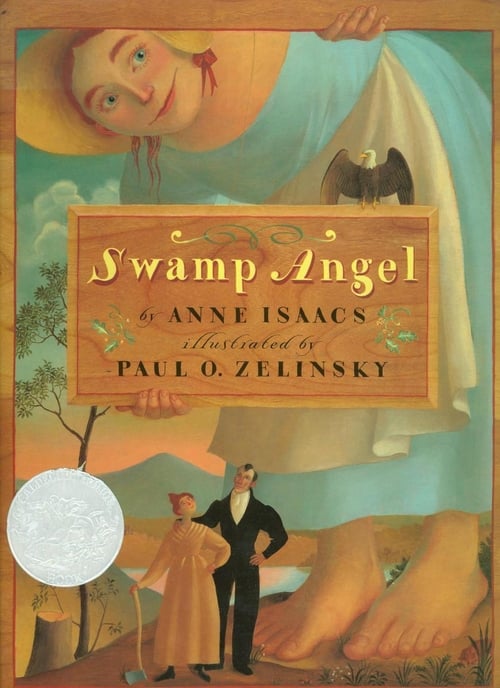 Swamp Angel
by ANNE ISAACS
illustrated by
PAUL O. ZELINSKY